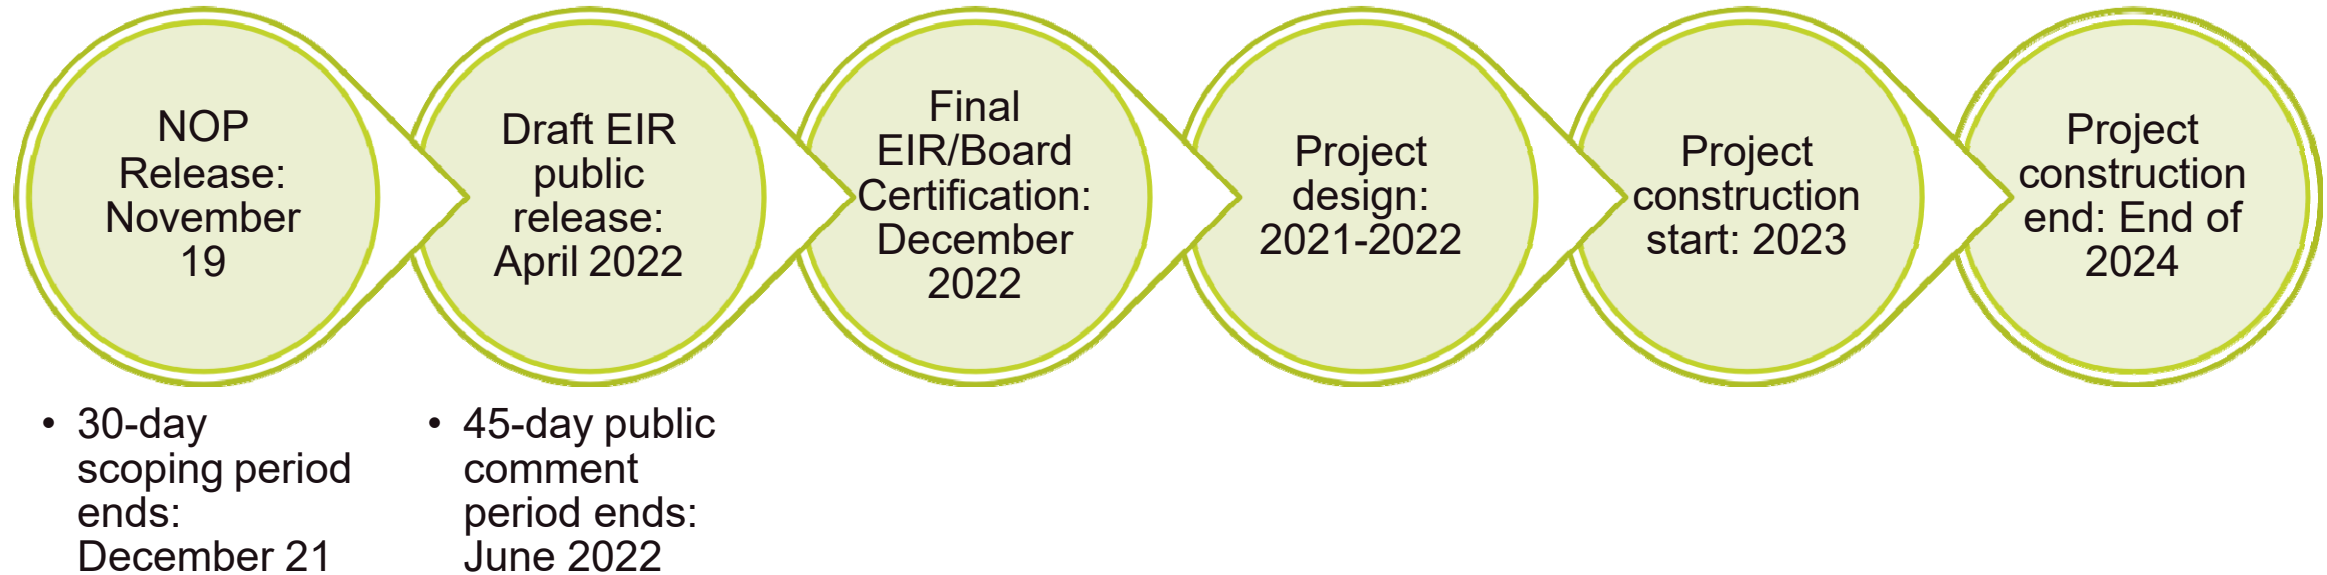 NOP
Release:
November
19
• 30-day
scoping period
ends:
December 21
Draft EIR
public
release:
April 2022
• 45-day public
comment
period ends:
June 2022
Final
EIR/Board
Certification:
December
2022
Project
design:
2021-2022
Project
construction
start: 2023
Project
construction
end: End of
2024